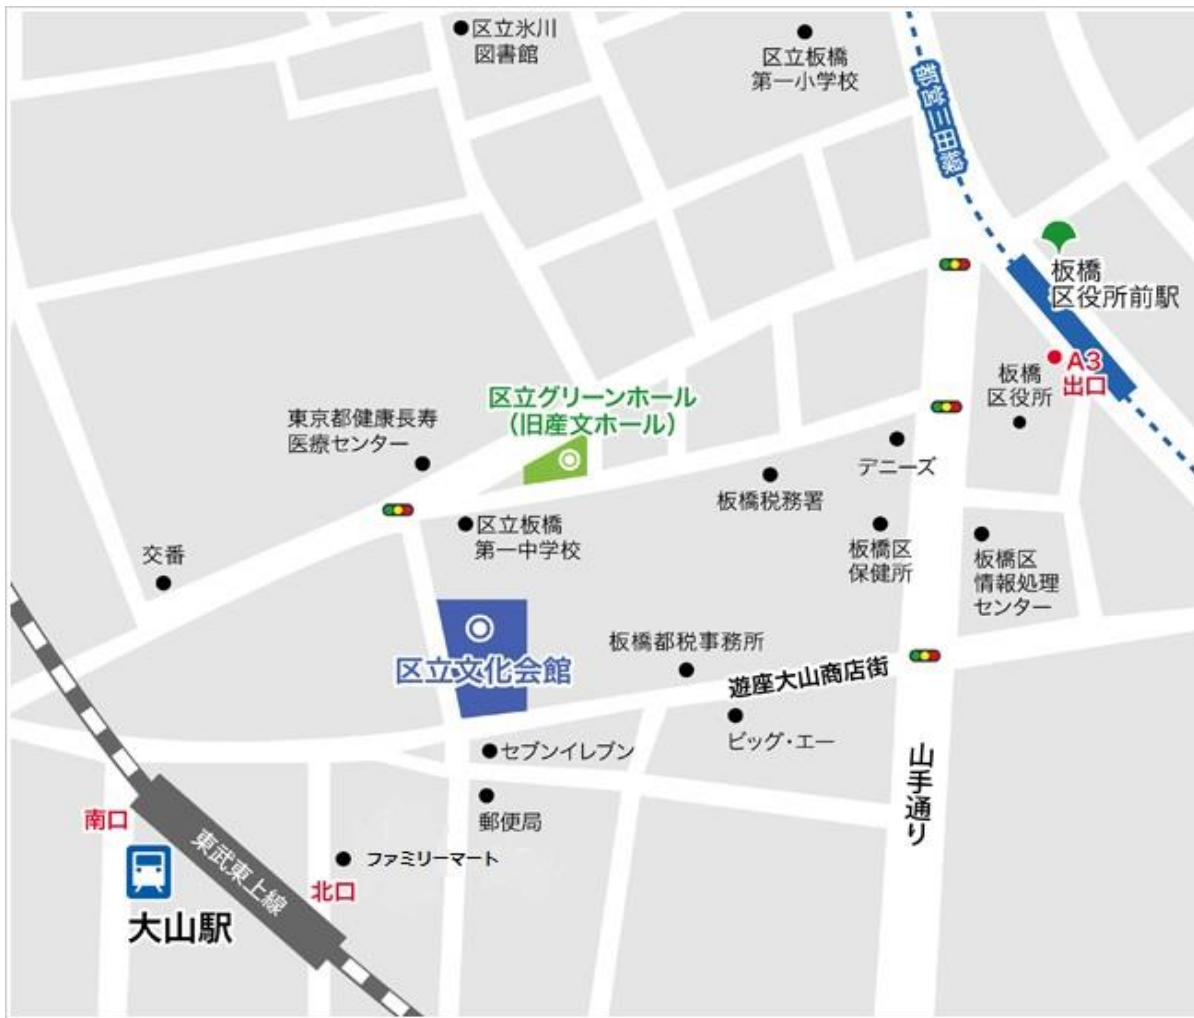 区立氷川
図書館
区立板橋
第一小学校
都営三田線
板橋
区役所前駅
A3
出口
板橋
区役所
区立グリーンホール
(旧産文ホール)
東京都健康長寿
医療センター
デニーズ
板橋税務署
区立板橋
第一中学校
板橋区
保健所
板橋区
情報処理
センター
交番
板橋都税事務所
区立文化会館
遊座大山商店街
ビッグ・エー
セブンイレブン
山手通り
郵便局
南口
東武東上線
ファミリーマート
北口
大山駅